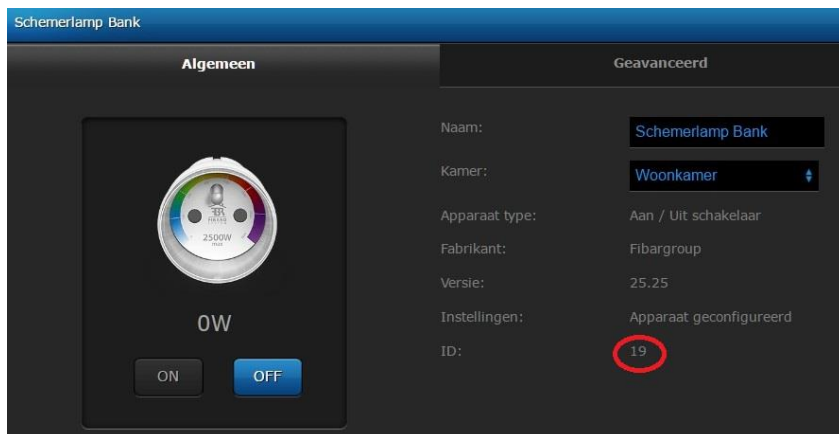 Schemerlamp Bank
Algemeen
Geavanceerd
Naam:
Schemerlamp Bank
Kamer:
Woonkamer
Apparaat type:
Aan / Uit schakelaar
Fabrikant:
Fibargroup
Versie:
25.25
Instellingen:
Apparaat geconfigureerd
ID:
19
2500W
max
0W
ON
OFF